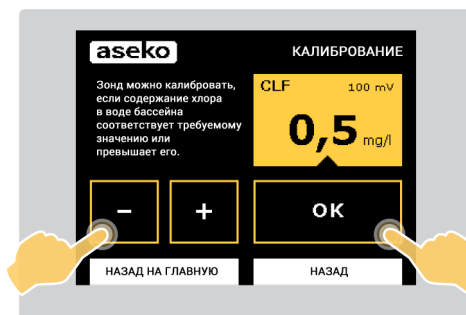 aseko
КАЛИБРОВАНИЕ
Зонд можно калибровать,
если содержание хлора
в воде бассейна
соответствует требуемому
значению или
превышает его.
CLF 100 mV
0,5 mg/l
- + OK
НАЗАД НА ГЛАВНУЮ НАЗАД